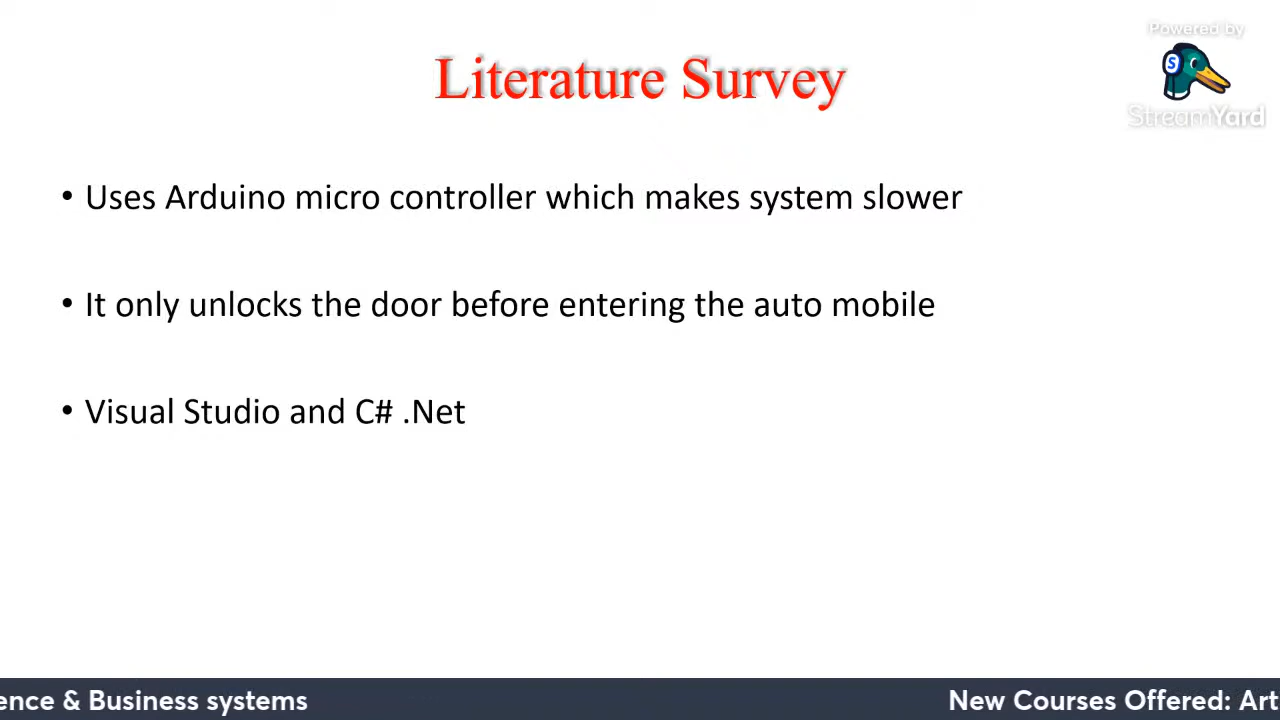 Powered by
StreamYard
Literature Survey
• Uses Arduino micro controller which makes system slower
• It only unlocks the door before entering the auto mobile
• Visual Studio and C# .Net
ence & Business systems
New Courses Offered: Art